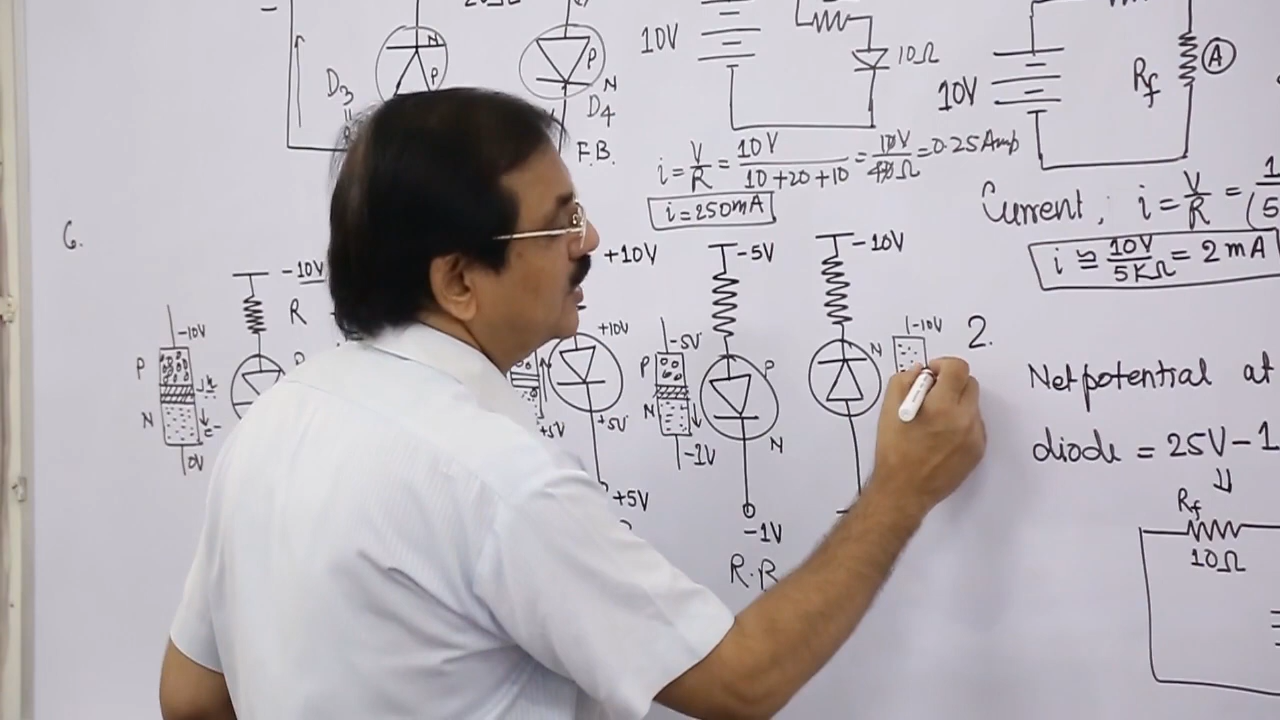 N
P
D3
P
N
D4
F.B.
10V
10Ω
i = V/R = 10V/(10+20+10) = 10V/40Ω = 0.25 Amp
i = 250mA
10V
Rf
A
Current, i = V/R =
i ≅ 10V/5KΩ = 2 mA
6.
-10V
R
-10V
P
N
h
e-
0V
+10V
+10V
+5V
+5V
+5V
-5V
-5V
P
N
-1V
P
N
-1V
-10V
N
-10V
2.
Net potential at
diode = 25V - 1
Rf
10Ω